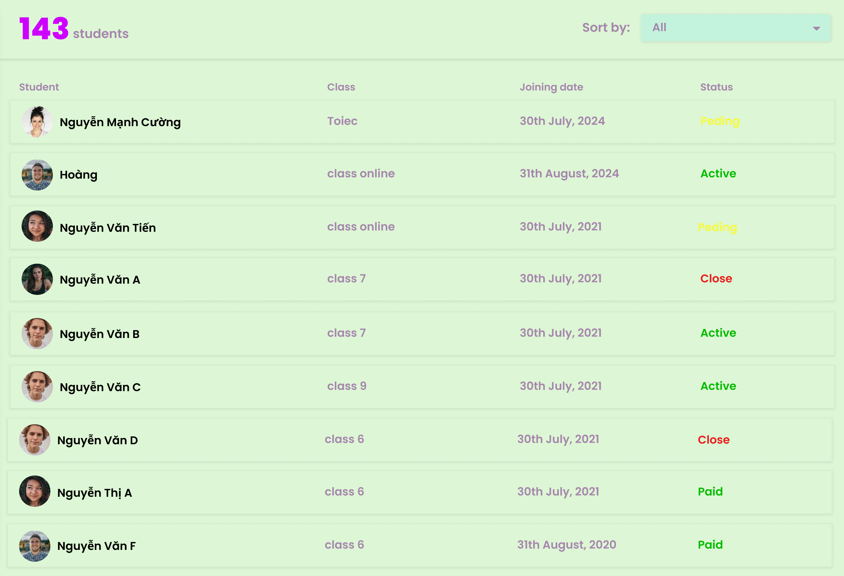 143 students
Sort by: All
Student Class Joining date Status
Nguyễn Mạnh Cường Toiec 30th July, 2024 Peding
Hoàng class online 31th August, 2024 Active
Nguyễn Văn Tiến class online 30th July, 2021 Peding
Nguyễn Văn A class 7 30th July, 2021 Close
Nguyễn Văn B class 7 30th July, 2021 Active
Nguyễn Văn C class 9 30th July, 2021 Active
Nguyễn Văn D class 6 30th July, 2021 Close
Nguyễn Thị A class 6 30th July, 2021 Paid
Nguyễn Văn F class 6 31th August, 2020 Paid